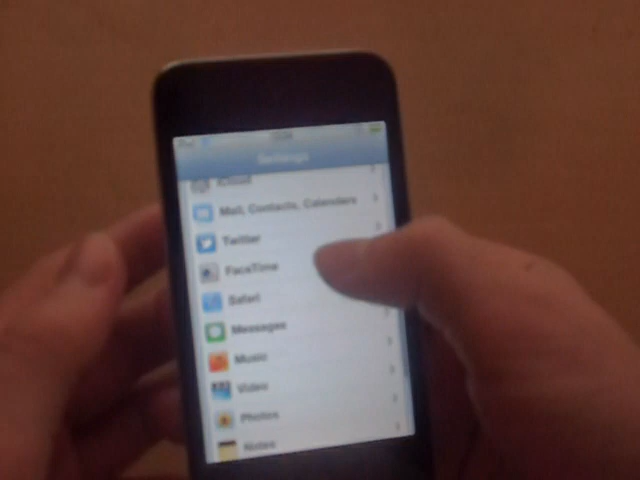 Settings
iCloud
Mail, Contacts, Calendars
Twitter
FaceTime
Safari
Messages
Music
Video
Photos
Notes